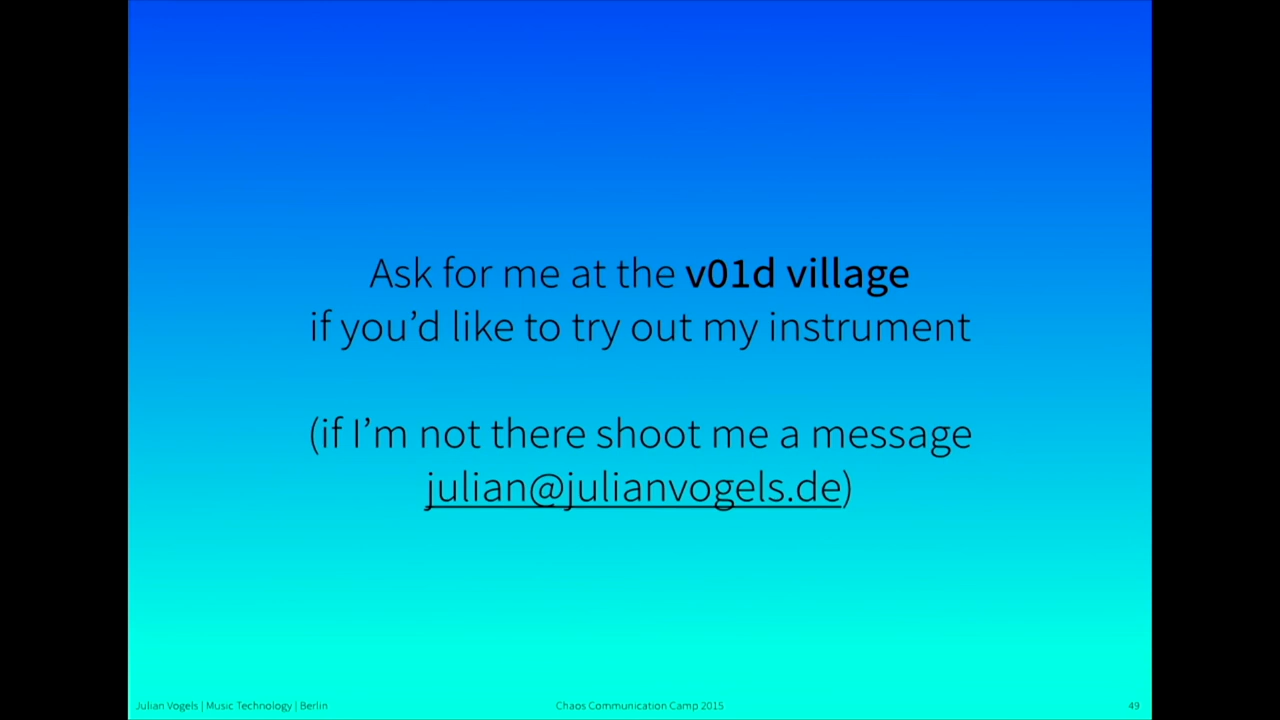 Ask for me at the v01d village
if you’d like to try out my instrument
(if I’m not there shoot me a message
julian@julianvogels.de)
Julian Vogels | Music Technology | Berlin
Chaos Communication Camp 2015
49